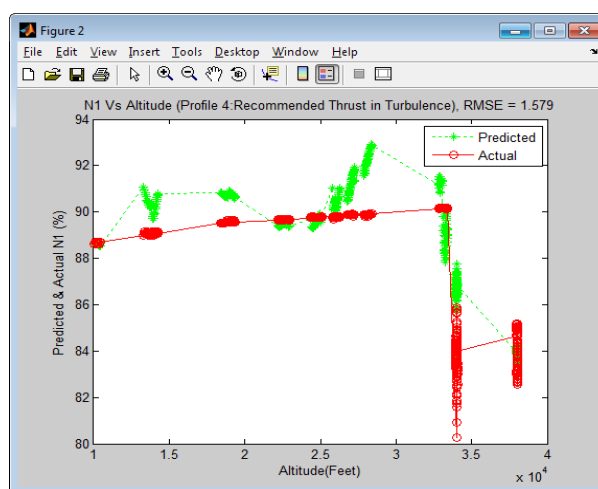 Figure 2
File Edit View Insert Tools Desktop Window Help
N1 Vs Altitude (Profile 4:Recommended Thrust in Turbulence), RMSE = 1.579
Predicted
Actual
Predicted & Actual N1 (%)
94
92
90
88
86
84
82
80
1 1.5 2 2.5 3 3.5 4
x 10^4
Altitude(Feet)